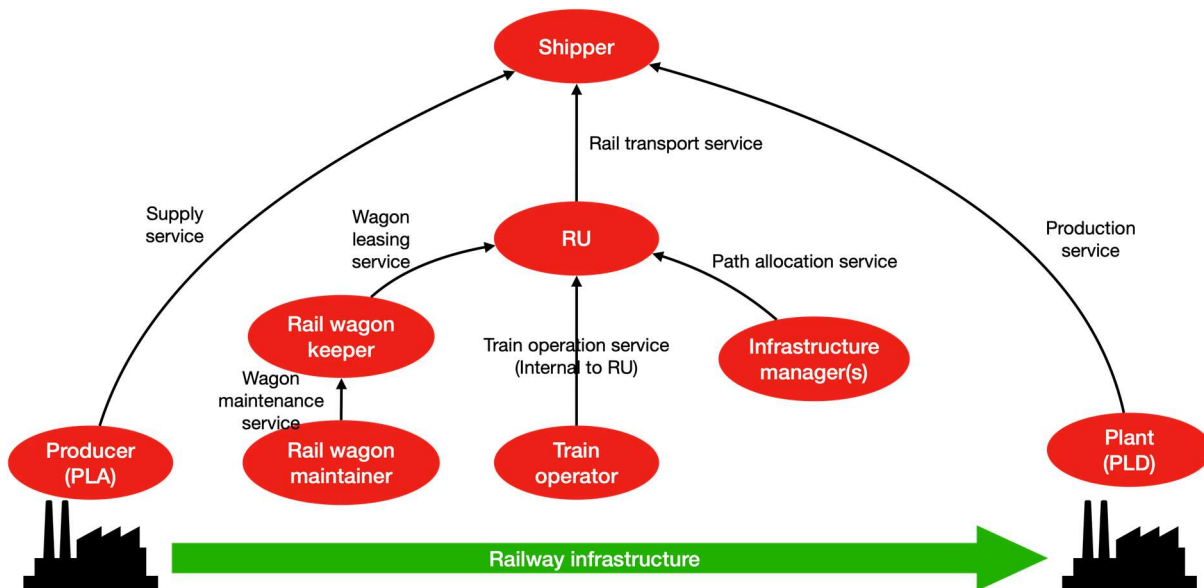 Shipper
Rail transport service
Supply
service
Wagon
leasing
service
RU
Production
service
Path allocation service
Rail wagon
keeper
Train operation service
(Internal to RU)
Infrastructure
manager(s)
Wagon
maintenance
service
Producer
(PLA)
Rail wagon
maintainer
Train
operator
Plant
(PLD)
Railway infrastructure